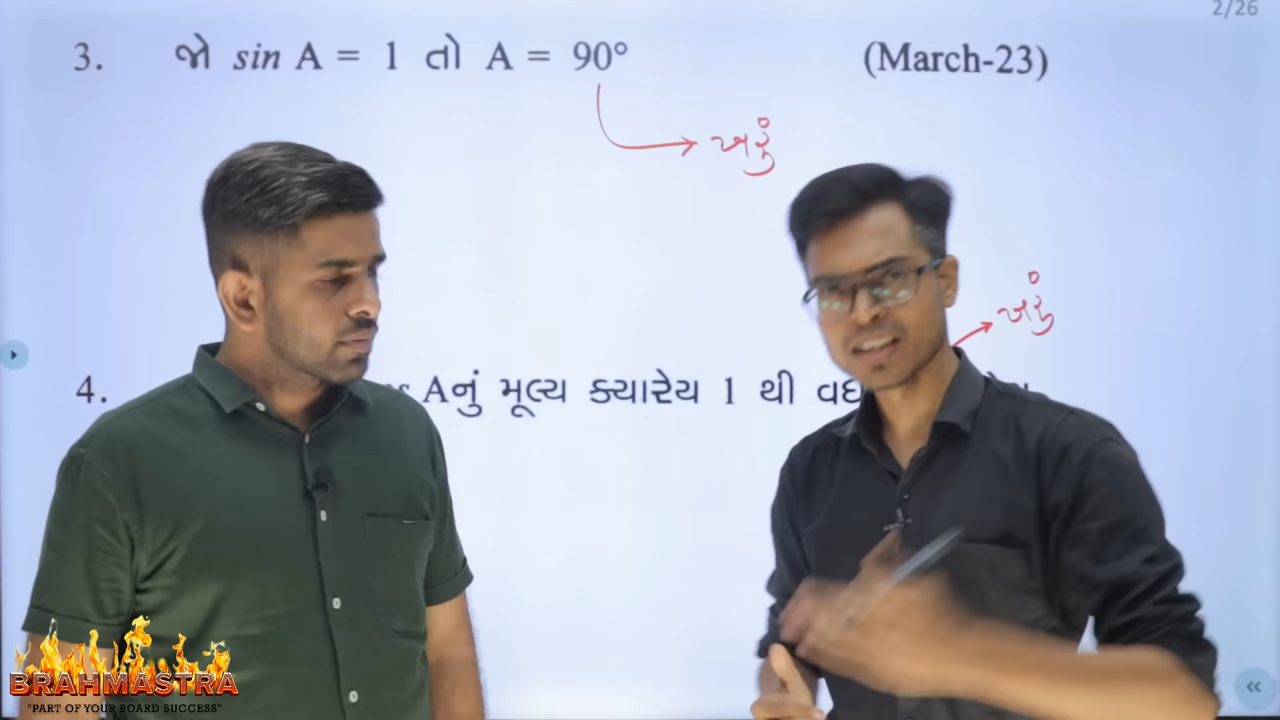 2/26
3. જો sin A = 1 તો A = 90° (March-23)
ખરું
ખરું
4. Aનું મૂલ્ય ક્યારેય 1 થી
BRAHMASTRA
"PART OF YOUR BOARD SUCCESS"